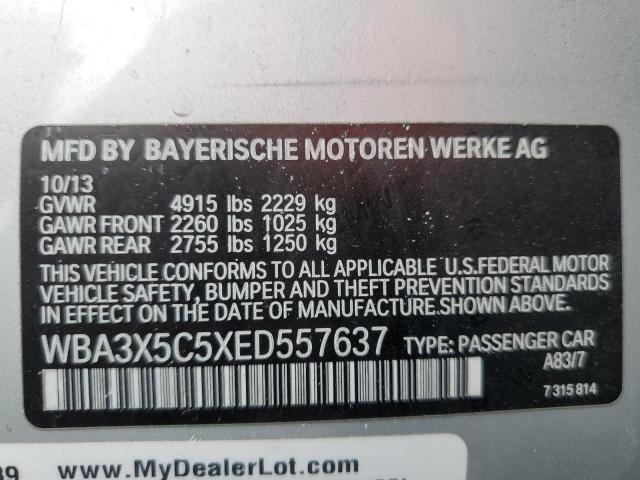 MFD BY BAYERISCHE MOTOREN WERKE AG
10/13
GVWR 4915 lbs 2229 kg
GAWR FRONT 2260 lbs 1025 kg
GAWR REAR 2755 lbs 1250 kg
THIS VEHICLE CONFORMS TO ALL APPLICABLE U.S.FEDERAL MOTOR
VEHICLE SAFETY, BUMPER AND THEFT PREVENTION STANDARDS
IN EFFECT ON THE DATE OF MANUFACTURE SHOWN ABOVE.
WBA3X5C5XED557637 TYPE: PASSENGER CAR
A83/7
7 315 814
www.MyDealerLot.com